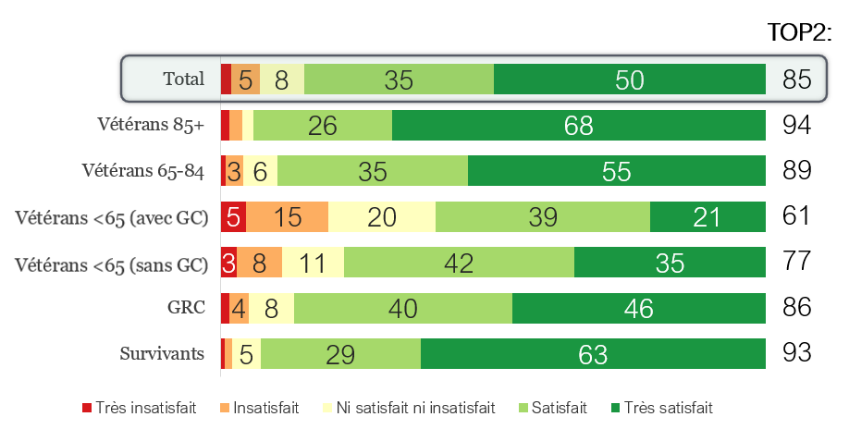 TOP2:
Total 5 8 35 50 85
Vétérans 85+ 26 68 94
Vétérans 65-84 3 6 35 55 89
Vétérans <65 (avec GC) 5 15 20 39 21 61
Vétérans <65 (sans GC) 3 8 11 42 35 77
GRC 4 8 40 46 86
Survivants 5 29 63 93
Très insatisfait Insatisfait Ni satisfait ni insatisfait Satisfait Très satisfait